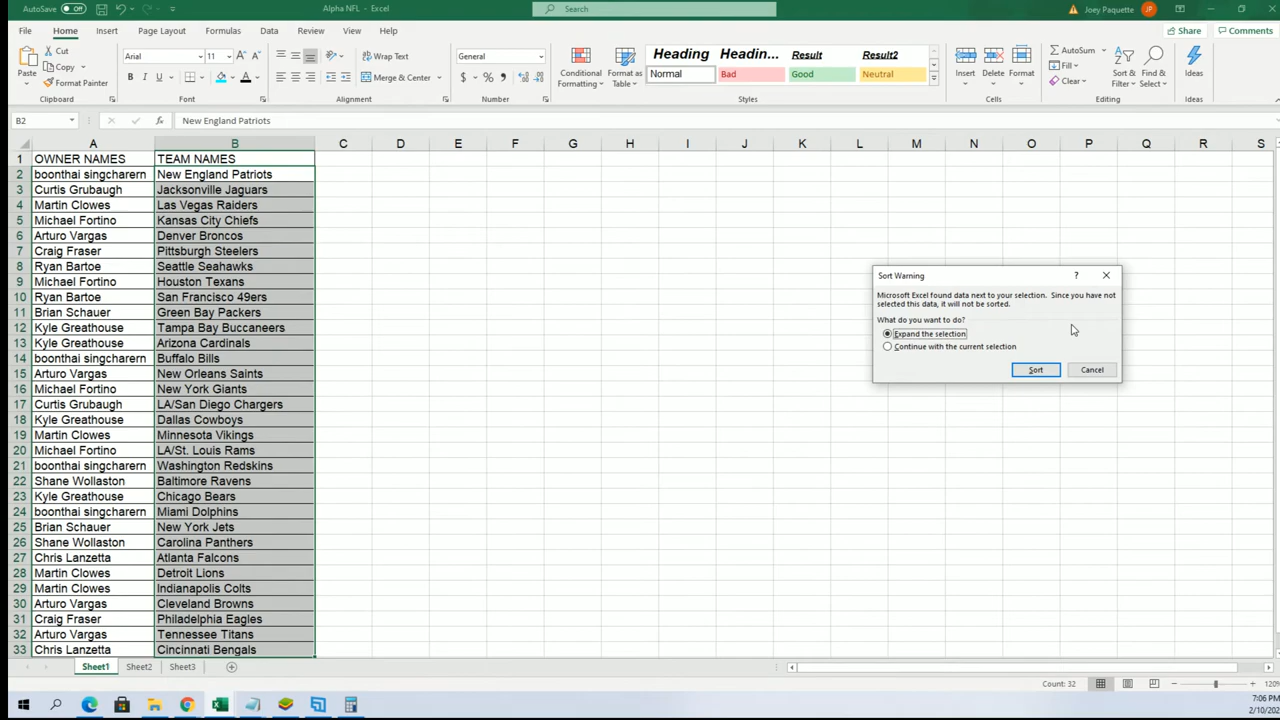 AutoSave Off Alpha NFL - Excel Search Joey Paquette JP
File Home Insert Page Layout Formulas Data Review View Help Share Comments
Paste Cut Copy Format Painter Clipboard
Arial 11 A A B I U A Font
Wrap Text Merge & Center Alignment
General $ % , Number
Conditional Formatting Format as Table
Heading Headin... Result Result2
Normal Bad Good Neutral
Styles
Insert Delete Format Cells
AutoSum Fill Clear Sort & Filter Find & Select Editing
Ideas Ideas
B2 fx New England Patriots
A B C D E F G H I J K L M N O P Q R S
1 OWNER NAMES TEAM NAMES
2 boonthai singcharern New England Patriots
3 Curtis Grubaugh Jacksonville Jaguars
4 Martin Clowes Las Vegas Raiders
5 Michael Fortino Kansas City Chiefs
6 Arturo Vargas Denver Broncos
7 Craig Fraser Pittsburgh Steelers
8 Ryan Bartoe Seattle Seahawks
9 Michael Fortino Houston Texans
10 Ryan Bartoe San Francisco 49ers
11 Brian Schauer Green Bay Packers
12 Kyle Greathouse Tampa Bay Buccaneers
13 Kyle Greathouse Arizona Cardinals
14 boonthai singcharern Buffalo Bills
15 Arturo Vargas New Orleans Saints
16 Michael Fortino New York Giants
17 Curtis Grubaugh LA/San Diego Chargers
18 Kyle Greathouse Dallas Cowboys
19 Martin Clowes Minnesota Vikings
20 Michael Fortino LA/St. Louis Rams
21 boonthai singcharern Washington Redskins
22 Shane Wollaston Baltimore Ravens
23 Kyle Greathouse Chicago Bears
24 boonthai singcharern Miami Dolphins
25 Brian Schauer New York Jets
26 Shane Wollaston Carolina Panthers
27 Chris Lanzetta Atlanta Falcons
28 Martin Clowes Detroit Lions
29 Martin Clowes Indianapolis Colts
30 Arturo Vargas Cleveland Browns
31 Craig Fraser Philadelphia Eagles
32 Arturo Vargas Tennessee Titans
33 Chris Lanzetta Cincinnati Bengals
Sort Warning ?
Microsoft Excel found data next to your selection. Since you have not
selected this data, it will not be sorted.
What do you want to do?
Expand the selection
Continue with the current selection
Sort Cancel
Sheet1 Sheet2 Sheet3
Count: 32 120%
7:06 PM
2/10/202